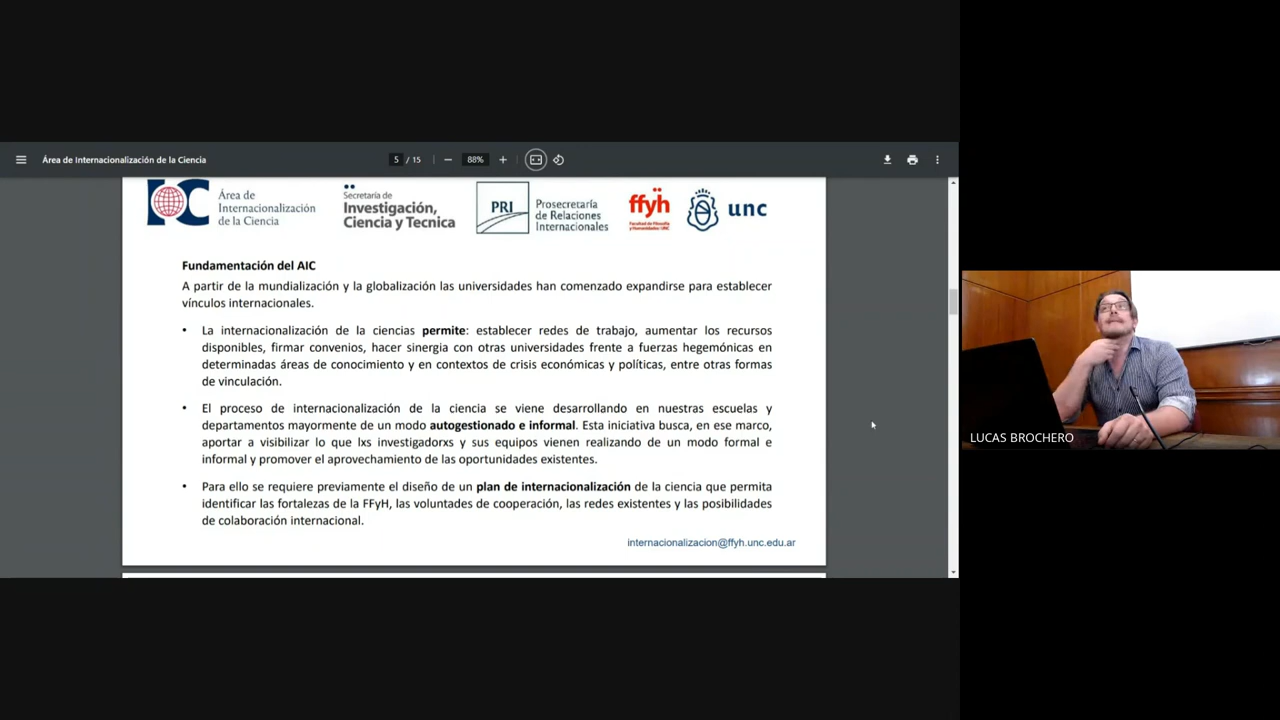 Área de Internacionalización de la Ciencia
5 / 15
88%
IC
Área de
Internacionalización
de la Ciencia
Secretaría de
Investigación,
Ciencia y Tecnica
PRI
Prosecretaría
de Relaciones
Internacionales
ffyh
Facultad de Filosofía
y Humanidades UNC
unc
Fundamentación del AIC
A partir de la mundialización y la globalización las universidades han comenzado expandirse para establecer
vínculos internacionales.
• La internacionalización de la ciencias permite: establecer redes de trabajo, aumentar los recursos
disponibles, firmar convenios, hacer sinergia con otras universidades frente a fuerzas hegemónicas en
determinadas áreas de conocimiento y en contextos de crisis económicas y políticas, entre otras formas
de vinculación.
• El proceso de internacionalización de la ciencia se viene desarrollando en nuestras escuelas y
departamentos mayormente de un modo autogestionado e informal. Esta iniciativa busca, en ese marco,
aportar a visibilizar lo que lxs investigadorxs y sus equipos vienen realizando de un modo formal e
informal y promover el aprovechamiento de las oportunidades existentes.
• Para ello se requiere previamente el diseño de un plan de internacionalización de la ciencia que permita
identificar las fortalezas de la FFyH, las voluntades de cooperación, las redes existentes y las posibilidades
de colaboración internacional.
internacionalizacion@ffyh.unc.edu.ar
LUCAS BROCHERO